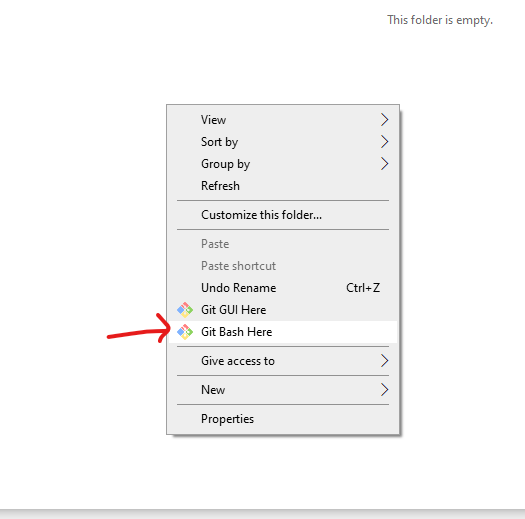 This folder is empty.
View
Sort by
Group by
Refresh
Customize this folder...
Paste
Paste shortcut
Undo Rename Ctrl+Z
Git GUI Here
Git Bash Here
Give access to
New
Properties